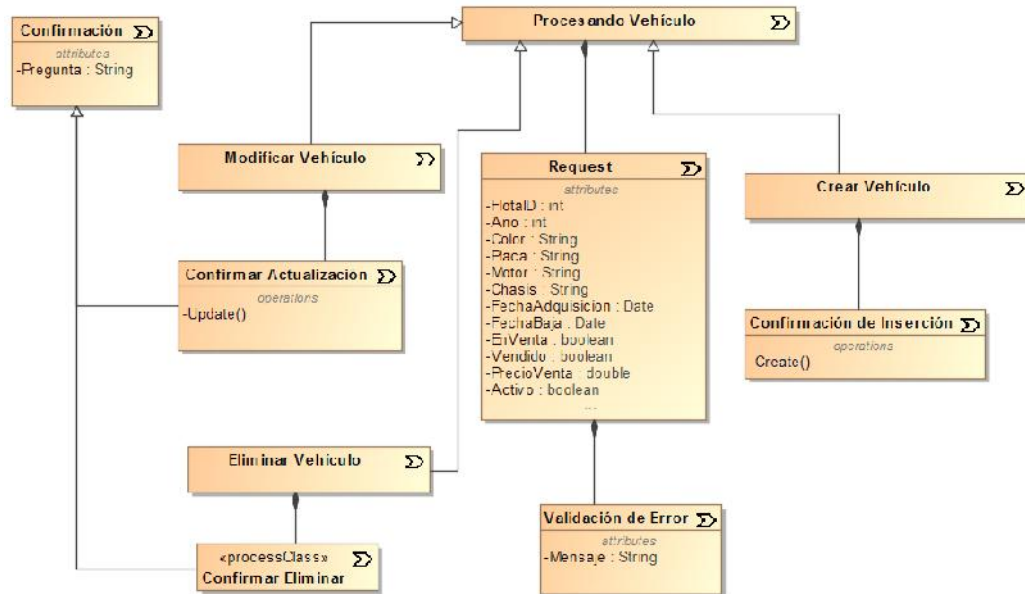 Confirmación
attributes
-Pregunta : String
Procesando Vehículo
Modificar Vehículo
Request
attributes
-FlotaID : int
-Ano : int
-Color : String
-Placa : String
-Motor : String
-Chasis : String
-FechaAdquisicion : Date
-FechaBaja : Date
-EnVenta : boolean
-Vendido : boolean
-PrecioVenta : double
-Activo : boolean
...
Crear Vehículo
Confirmar Actualización
operations
-Update()
Confirmación de Inserción
operations
Create()
Eliminar Vehículo
Validación de Error
attributes
-Mensaje : String
«processClass»
Confirmar Eliminar